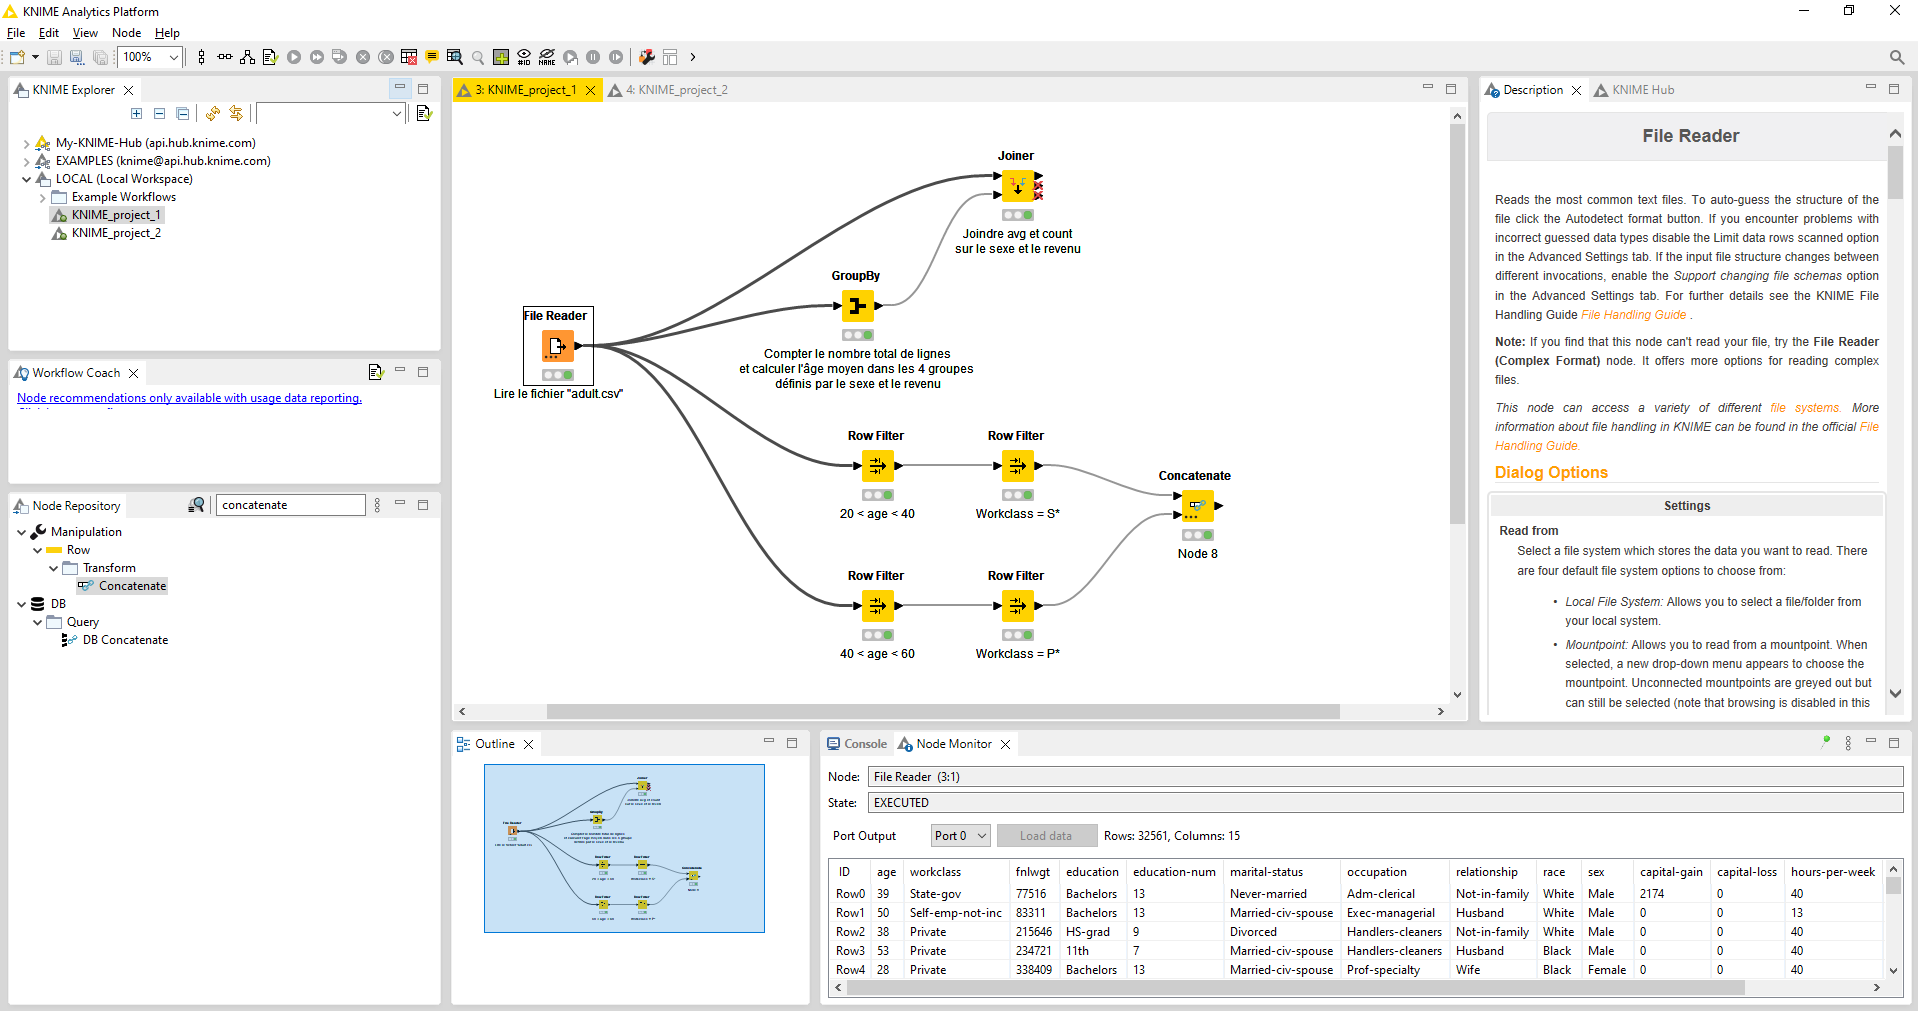 KNIME Analytics Platform
File Edit View Node Help
100%
#ID
NAME
KNIME Explorer
My-KNIME-Hub (api.hub.knime.com)
EXAMPLES (knime@api.hub.knime.com)
LOCAL (Local Workspace)
Example Workflows
KNIME_project_1
KNIME_project_2
Workflow Coach
Node recommendations only available with usage data reporting.
Node Repository
concatenate
Manipulation
Row
Transform
Concatenate
DB
Query
DB Concatenate
3: KNIME_project_1
4: KNIME_project_2
Joiner
Joindre avg et count
sur le sexe et le revenu
GroupBy
Compter le nombre total de lignes
et calculer l'âge moyen dans les 4 groupes
définis par le sexe et le revenu
File Reader
Lire le fichier "adult.csv"
Row Filter
20 < age < 40
Row Filter
Workclass = S*
Concatenate
Node 8
Row Filter
40 < age < 60
Row Filter
Workclass = P*
Description
KNIME Hub
File Reader
Reads the most common text files. To auto-guess the structure of the
file click the Autodetect format button. If you encounter problems with
incorrect guessed data types disable the Limit data rows scanned option
in the Advanced Settings tab. If the input file structure changes between
different invocations, enable the Support changing file schemas option
in the Advanced Settings tab. For further details see the KNIME File
Handling Guide File Handling Guide .
Note: If you find that this node can't read your file, try the File Reader
(Complex Format) node. It offers more options for reading complex
files.
This node can access a variety of different file systems. More
information about file handling in KNIME can be found in the official File
Handling Guide.
Dialog Options
Settings
Read from
Select a file system which stores the data you want to read. There
are four default file system options to choose from:
• Local File System: Allows you to select a file/folder from
your local system.
• Mountpoint: Allows you to read from a mountpoint. When
selected, a new drop-down menu appears to choose the
mountpoint. Unconnected mountpoints are greyed out but
can still be selected (note that browsing is disabled in this
Outline
Console
Node Monitor
Node: File Reader (3:1)
State: EXECUTED
Port Output Port 0 Load data Rows: 32561, Columns: 15
ID age workclass fnlwgt education education-num marital-status occupation relationship race sex capital-gain capital-loss hours-per-week
Row0 39 State-gov 77516 Bachelors 13 Never-married Adm-clerical Not-in-family White Male 2174 0 40
Row1 50 Self-emp-not-inc 83311 Bachelors 13 Married-civ-spouse Exec-managerial Husband White Male 0 0 13
Row2 38 Private 215646 HS-grad 9 Divorced Handlers-cleaners Not-in-family White Male 0 0 40
Row3 53 Private 234721 11th 7 Married-civ-spouse Handlers-cleaners Husband Black Male 0 0 40
Row4 28 Private 338409 Bachelors 13 Married-civ-spouse Prof-specialty Wife Black Female 0 0 40